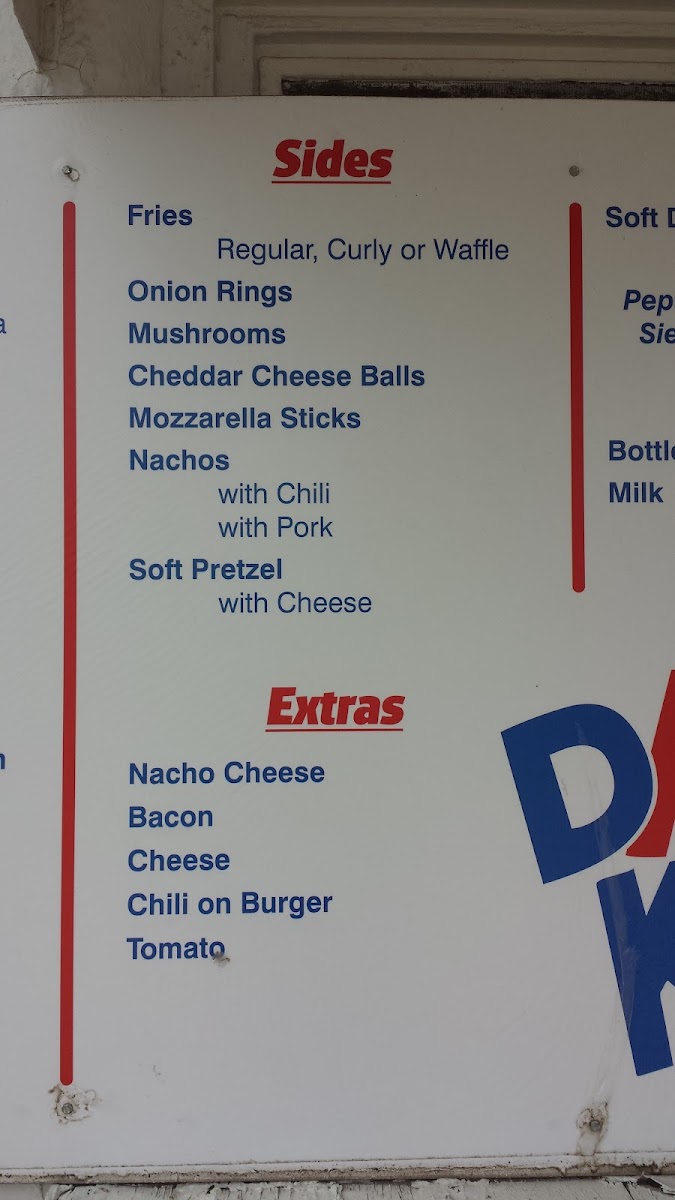 Sides
Fries
Regular, Curly or Waffle
Onion Rings
Mushrooms
Cheddar Cheese Balls
Mozzarella Sticks
Nachos
with Chili
with Pork
Soft Pretzel
with Cheese
Extras
Nacho Cheese
Bacon
Cheese
Chili on Burger
Tomato
Soft
Milk